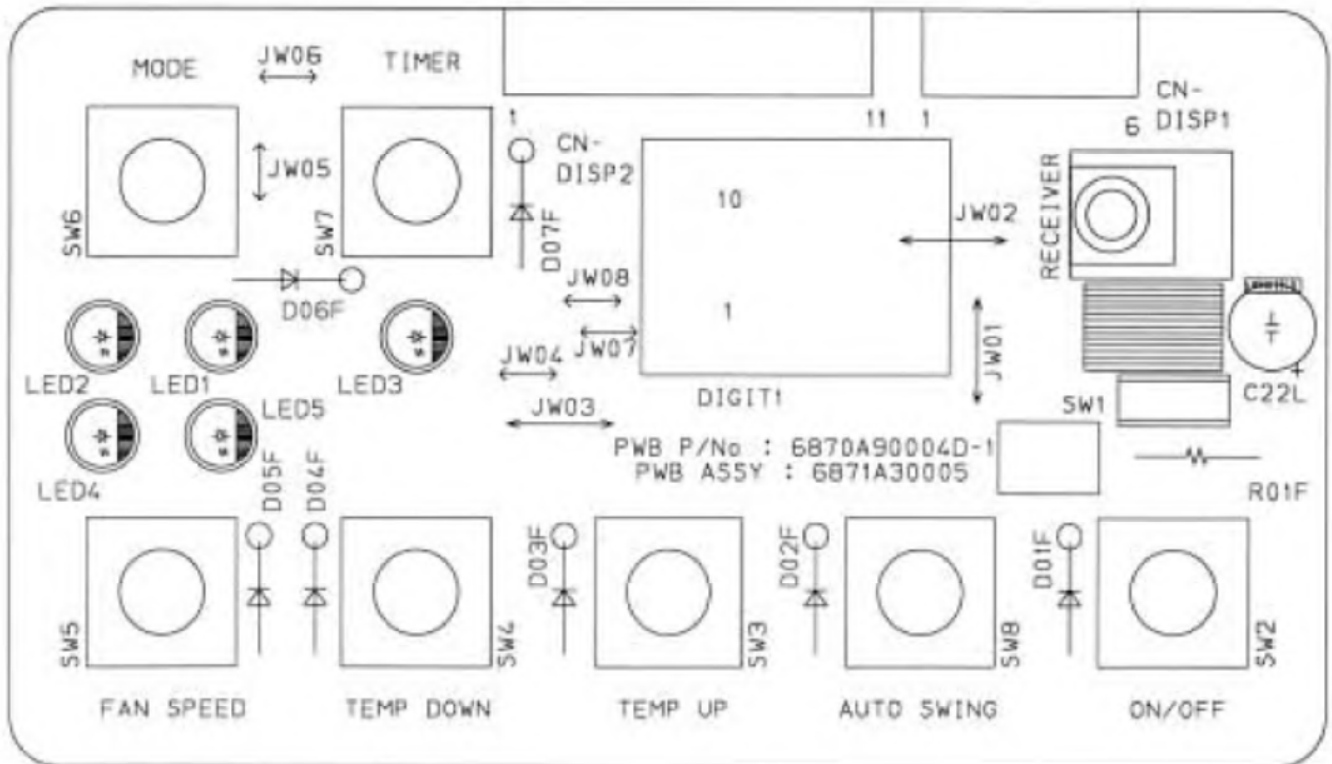 MODE
JW06
TIMER
1
11
1
CN-
DISP1
6
CN-
DISP2
JW05
SW6
SW7
D07F
10
JW02
RECEIVER
D06F
JW08
1
JW07
JW04
JW01
LED2
LED1
LED3
LED5
JW03
DIGIT1
SW1
C22L
+
PWB P/No : 6870A90004D-1
PWB ASSY : 6871A30005
LED4
D05F
D04F
R01F
D03F
D02F
D01F
SW5
SW4
SW3
SW8
SW2
FAN SPEED
TEMP DOWN
TEMP UP
AUTO SWING
ON/OFF